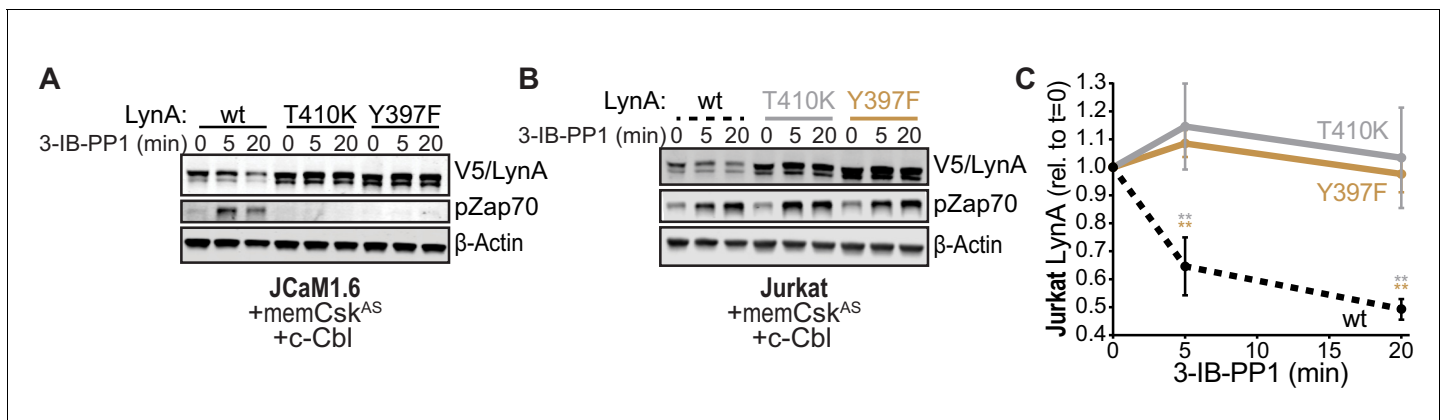 A
LynA: wt T410K Y397F
3-IB-PP1 (min) 0 5 20 0 5 20 0 5 20
V5/LynA
pZap70
β-Actin
JCaM1.6
+memCskAS
+c-Cbl
B
LynA: wt T410K Y397F
3-IB-PP1 (min) 0 5 20 0 5 20 0 5 20
V5/LynA
pZap70
β-Actin
Jurkat
+memCskAS
+c-Cbl
C
Jurkat LynA (rel. to t=0)
1.3
1.2
1.1
1.0
0.9
0.8
0.7
0.6
0.5
0.4
T410K
Y397F
**
**
**
**
wt
0 5 10 15 20
3-IB-PP1 (min)